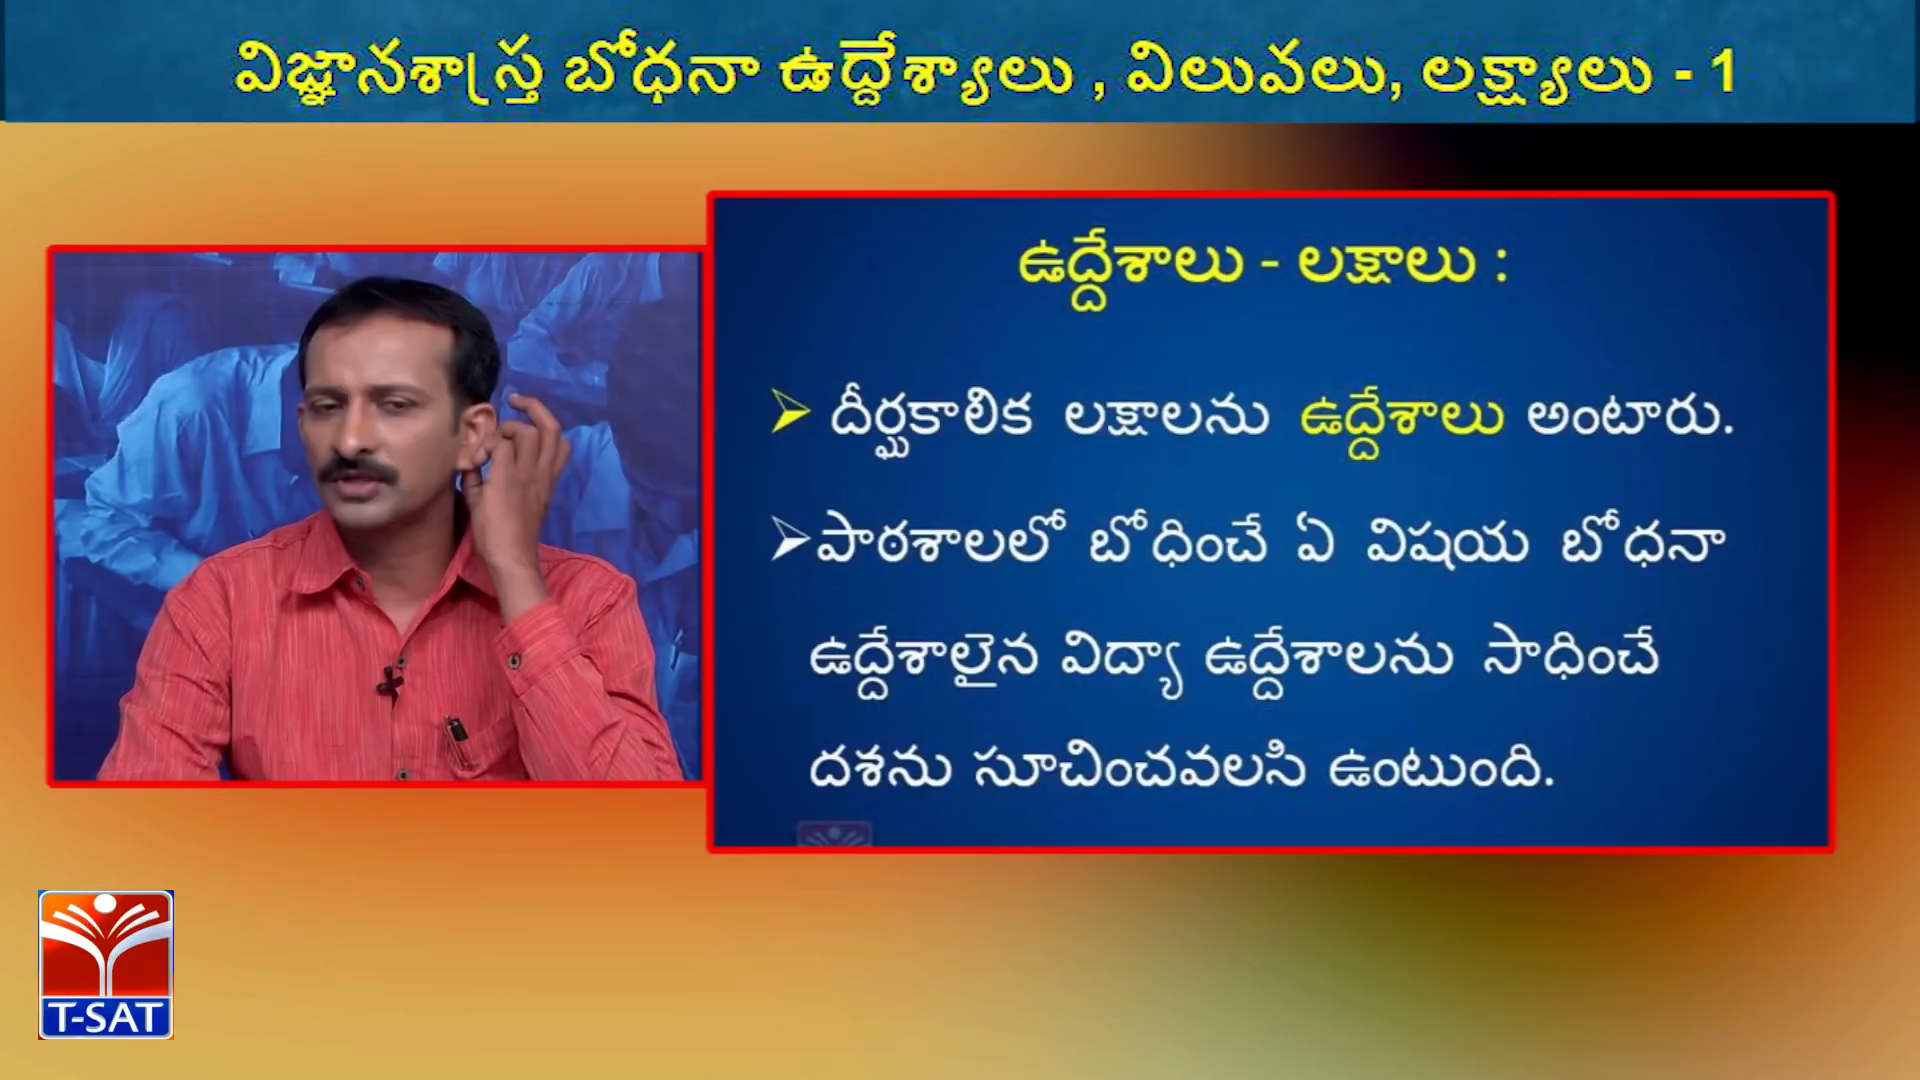 విజ్ఞానశాస్త్ర బోధనా ఉద్దేశ్యాలు , విలువలు, లక్ష్యాలు - 1
ఉద్దేశాలు - లక్షాలు :
దీర్ఘకాలిక లక్షాలను ఉద్దేశాలు అంటారు.
పాఠశాలలో బోధించే ఏ విషయ బోధనా
ఉద్దేశాలైన విద్యా ఉద్దేశాలను సాధించే
దశను సూచించవలసి ఉంటుంది.
T-SAT